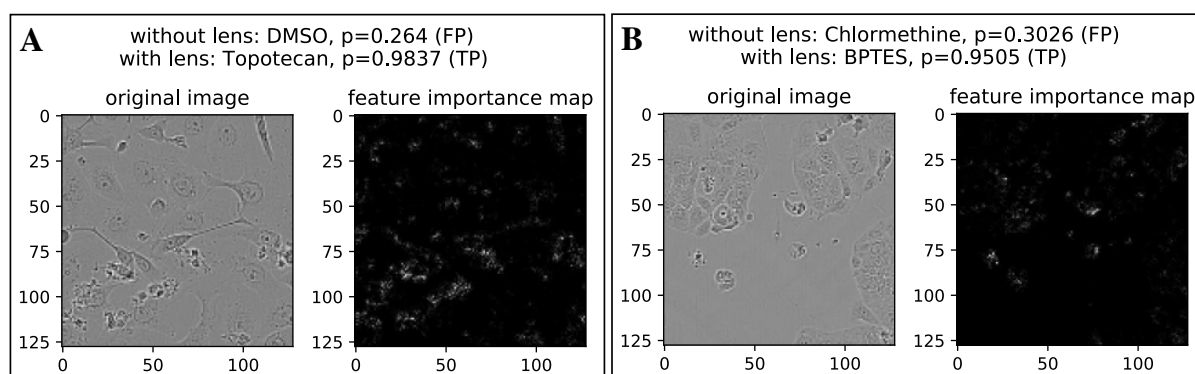 A
without lens: DMSO, p=0.264 (FP)
with lens: Topotecan, p=0.9837 (TP)
original image
feature importance map
0
25
50
75
100
125
0 50 100
0
25
50
75
100
125
0 50 100
B
without lens: Chlormethine, p=0.3026 (FP)
with lens: BPTES, p=0.9505 (TP)
original image
feature importance map
0
25
50
75
100
125
0 50 100
0
25
50
75
100
125
0 50 100